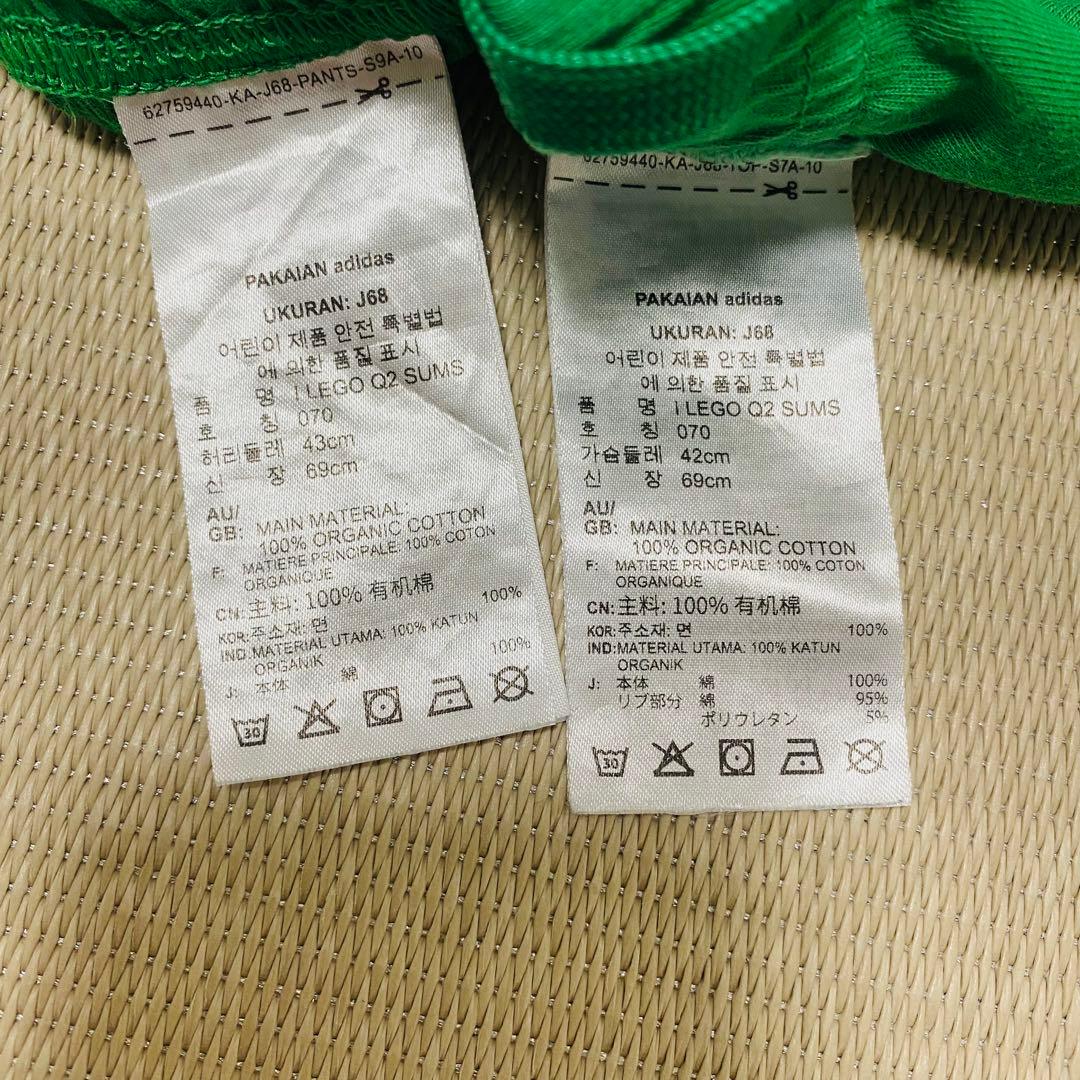 62759440-KA-J68-PANTS-S9A-10
PAKAIAN adidas
UKURAN: J68
어린이 제품 안전 특별법
에 의한 품질 표시
품 명 I LEGO Q2 SUMS
호 칭 070
허리둘레 43cm
신 장 69cm
AU/
GB: MAIN MATERIAL:
100% ORGANIC COTTON
F: MATIERE PRINCIPALE: 100% COTON
ORGANIQUE
CN: 主料: 100% 有机棉
KOR: 주소재: 면 100%
IND: MATERIAL UTAMA: 100% KATUN
ORGANIK
J: 本体 綿 100%
30
62759440-KA-J68-TOP-S7A-10
PAKAIAN adidas
UKURAN: J68
어린이 제품 안전 특별법
에 의한 품질 표시
품 명 I LEGO Q2 SUMS
호 칭 070
가슴둘레 42cm
신 장 69cm
AU/
GB: MAIN MATERIAL:
100% ORGANIC COTTON
F: MATIERE PRINCIPALE: 100% COTON
ORGANIQUE
CN: 主料: 100% 有机棉
KOR: 주소재: 면 100%
IND: MATERIAL UTAMA: 100% KATUN
ORGANIK
J: 本体 綿 100%
リブ部分 綿 95%
ポリウレタン 5%
30